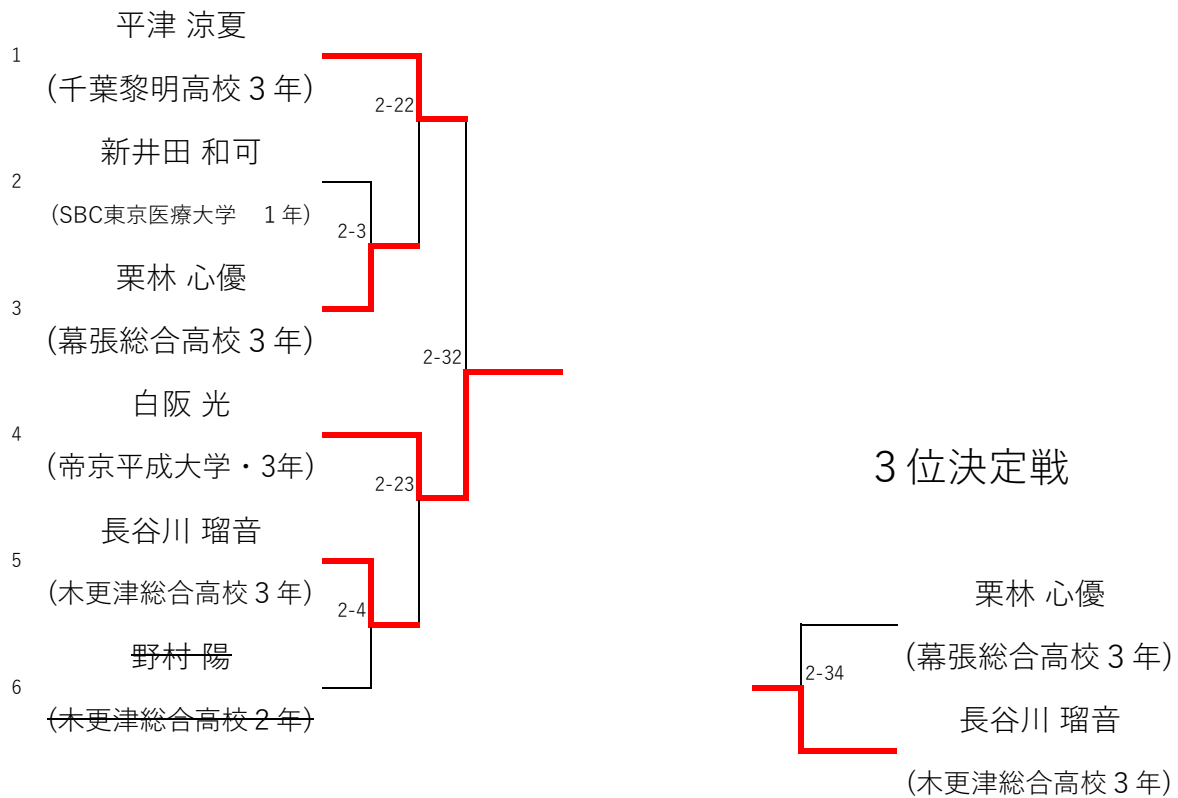 平津 涼夏
1
(千葉黎明高校３年)
2-22
新井田 和可
2
(SBC東京医療大学　１年)
2-3
栗林 心優
3
(幕張総合高校３年)
2-32
白阪 光
4
(帝京平成大学・3年)
2-23
長谷川 瑠音
5
(木更津総合高校３年)
2-4
野村 陽
6
(木更津総合高校２年)
３位決定戦
栗林 心優
(幕張総合高校３年)
2-34
長谷川 瑠音
(木更津総合高校３年)